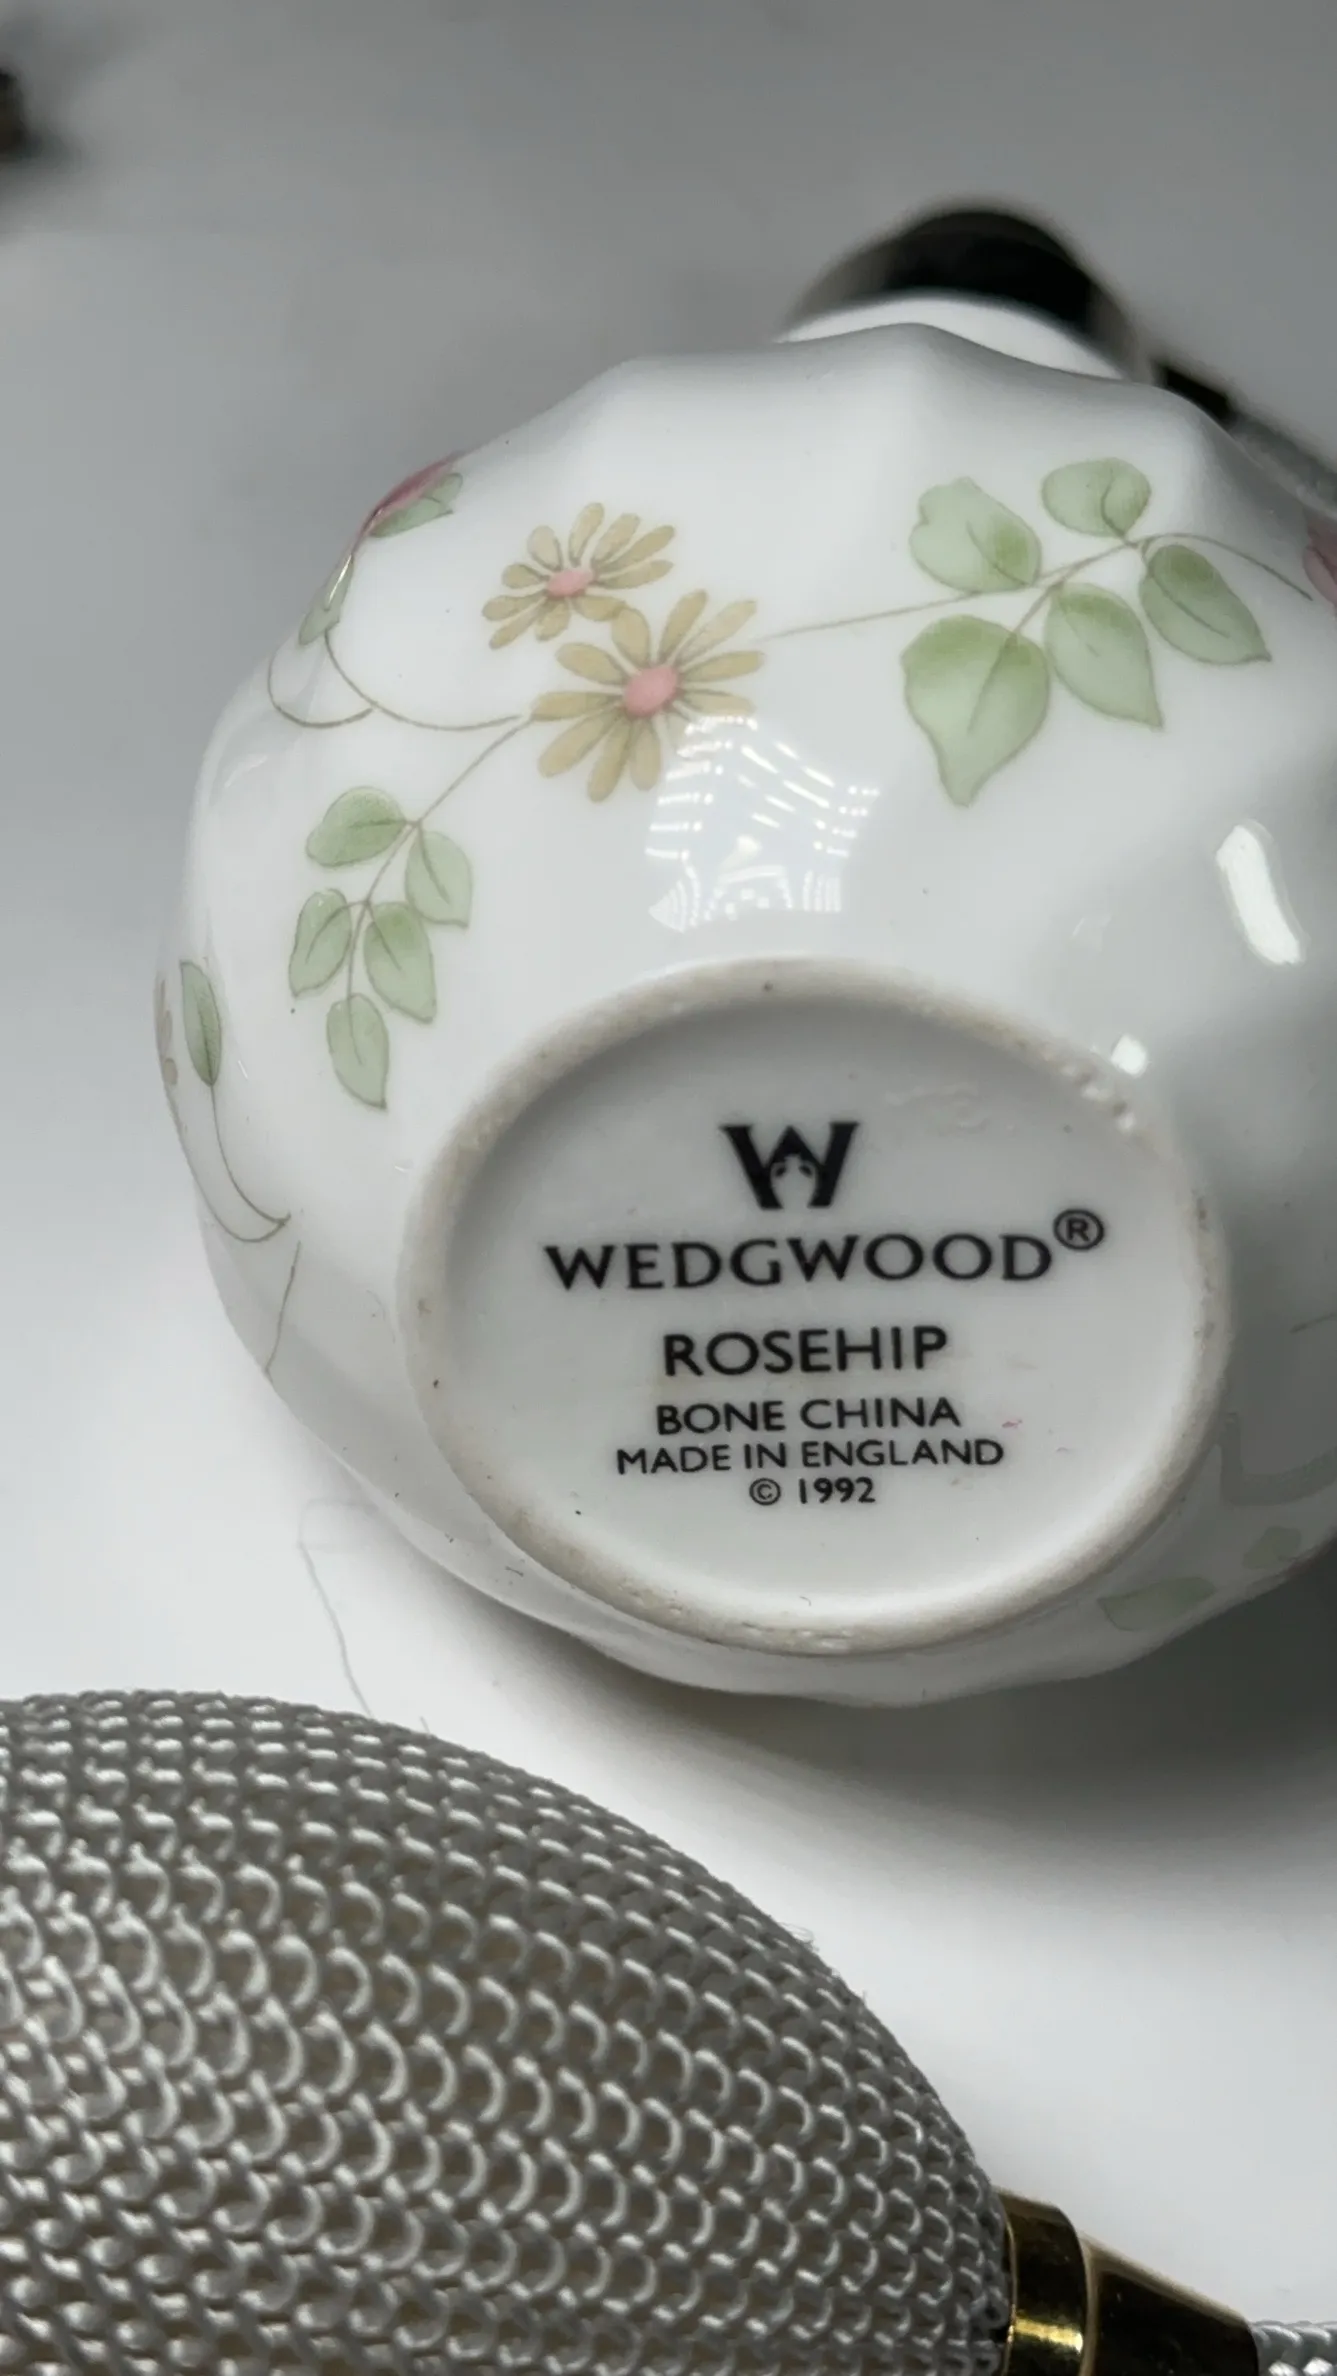 W
WEDGWOOD®
ROSEHIP
BONE CHINA
MADE IN ENGLAND
© 1992